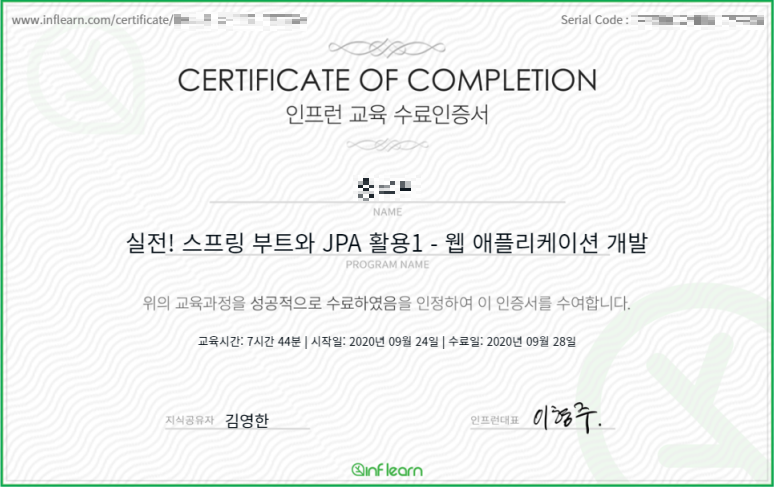 www.inflearn.com/certificate/
Serial Code :
CERTIFICATE OF COMPLETION
인프런 교육 수료인증서
NAME
실전! 스프링 부트와 JPA 활용1 - 웹 애플리케이션 개발
PROGRAM NAME
위의 교육과정을 성공적으로 수료하였음을 인정하여 이 인증서를 수여합니다.
교육시간: 7시간 44분 | 시작일: 2020년 09월 24일 | 수료일: 2020년 09월 28일
지식공유자 김영한
인프런대표 이형주.
inflearn